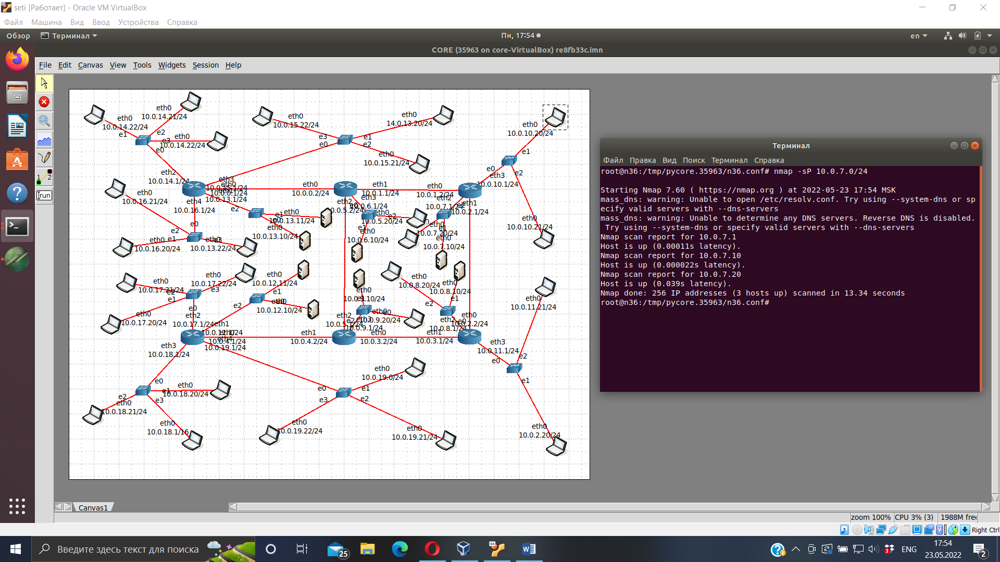 seti [Работает] - Oracle VM VirtualBox
Файл Машина Вид Ввод Устройства Справка
Обзор Терминал Пн, 17:54 en
CORE (35963 on core-VirtualBox) re8fb33c.imn
File Edit Canvas View Tools Widgets Session Help
1 2
run
eth0
10.0.14.22/24
e1
eth0
10.0.14.21/24
e2
e3
eth0
10.0.14.22/24
e0
eth0
10.0.15.22/24
e3
e0
eth0
14.0.13.20/24
e1
e2
eth0
10.0.15.21/24
eth0
10.0.10.20/24
e1
e0
e2
eth3
10.0.10.1/24
eth0
10.0.10.21/24
eth2
10.0.14.1/24
eth3
10.0.15.1/24
eth0
10.0.0.1/24
10.0.13.1/24
eth0
10.0.0.2/24
eth1
10.0.1.1/24
eth0
10.0.1.2/24
eth0
10.0.16.21/24
eth4
10.0.16.1/24
e0
e2
e1
e3
eth0
10.0.16.20/24
eth0
10.0.13.22/24
e2
e1
e0
eth0
10.0.13.11/24
eth0
10.0.13.10/24
eth2
10.0.5.2/24
eth3
10.0.6.1/24
e2
eth0
10.0.5.20/24
e1
eth0
10.0.6.10/24
eth2
10.0.7.1/24
eth1
10.0.2.1/24
eth0
10.0.7.20/24
e1
eth0
10.0.7.10/24
eth0
10.0.17.21/24
eth0
10.0.17.22/24
e2
e3
e1
e0
eth0
10.0.17.20/24
eth2
10.0.17.1/24
eth0
10.0.12.11/24
e1
e2
e0
eth0
10.0.12.10/24
eth1
10.0.12.1/24
eth0
10.0.4.1/24
eth4
10.0.19.1/24
eth1
10.0.4.2/24
eth0
10.0.9.10/24
e1
e0
eth0
10.0.9.20/24
e2
eth2
eth3
10.0.9.1/24
eth0
10.0.3.2/24
eth1
10.0.3.1/24
eth0
10.0.8.20/24
eth0
10.0.8.10/24
e1
e2
e0
eth2
10.0.8.1/24
eth0
10.0.2.2/24
eth0
10.0.11.21/24
eth3
10.0.11.1/24
e0
e2
e1
eth0
10.0.2.20/24
eth3
10.0.18.1/24
e0
e1
e2
e3
eth0
10.0.18.20/24
eth0
10.0.18.21/24
eth0
10.0.18.1/16
eth0
10.0.19.0/24
e0
e1
e3
e2
eth0
10.0.19.22/24
eth0
10.0.19.21/24
Терминал
Файл Правка Вид Поиск Терминал Справка
root@n36:/tmp/pycore.35963/n36.conf# nmap -sP 10.0.7.0/24
Starting Nmap 7.60 ( https://nmap.org ) at 2022-05-23 17:54 MSK
mass_dns: warning: Unable to open /etc/resolv.conf. Try using --system-dns or sp
ecify valid servers with --dns-servers
mass_dns: warning: Unable to determine any DNS servers. Reverse DNS is disabled.
Try using --system-dns or specify valid servers with --dns-servers
Nmap scan report for 10.0.7.1
Host is up (0.00011s latency).
Nmap scan report for 10.0.7.10
Host is up (0.000022s latency).
Nmap scan report for 10.0.7.20
Host is up (0.039s latency).
Nmap done: 256 IP addresses (3 hosts up) scanned in 13.34 seconds
root@n36:/tmp/pycore.35963/n36.conf#
Canvas1
zoom 100% CPU 3% (3) 1988M free
Right Ctrl
Введите здесь текст для поиска
25
64
3
ENG
17:54
23.05.2022
2